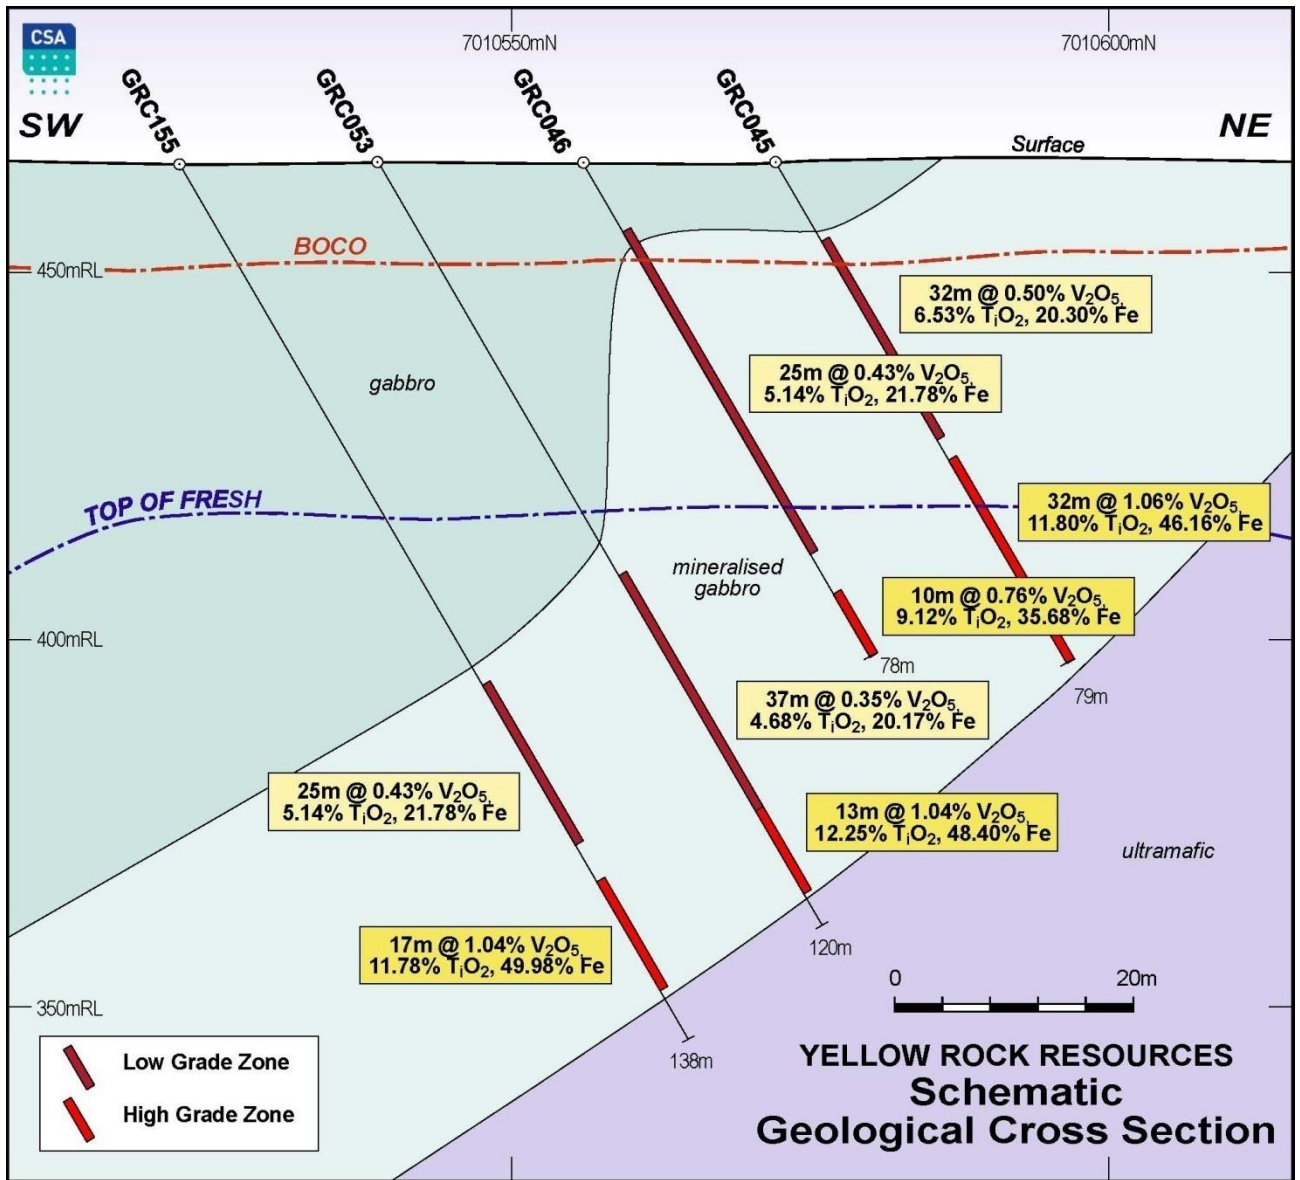 CSA
7010550mN
7010600mN
GRC155
GRC053
GRC046
GRC045
SW
NE
Surface
BOCO
450mRL
32m @ 0.50% V₂O₅,
6.53% TᵢO₂, 20.30% Fe
25m @ 0.43% V₂O₅,
5.14% TᵢO₂, 21.78% Fe
gabbro
TOP OF FRESH
32m @ 1.06% V₂O₅,
11.80% TᵢO₂, 46.16% Fe
mineralised
gabbro
10m @ 0.76% V₂O₅,
9.12% TᵢO₂, 35.68% Fe
400mRL
78m
79m
37m @ 0.35% V₂O₅,
4.68% TᵢO₂, 20.17% Fe
25m @ 0.43% V₂O₅,
5.14% TᵢO₂, 21.78% Fe
13m @ 1.04% V₂O₅,
12.25% TᵢO₂, 48.40% Fe
ultramafic
17m @ 1.04% V₂O₅,
11.78% TᵢO₂, 49.98% Fe
120m
0
20m
350mRL
138m
Low Grade Zone
High Grade Zone
YELLOW ROCK RESOURCES
Schematic
Geological Cross Section